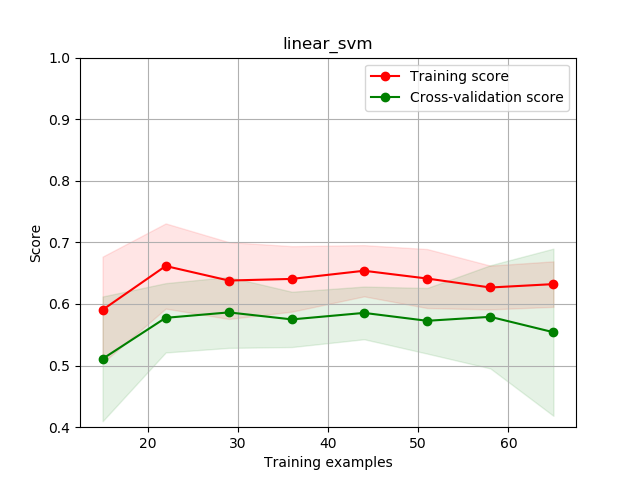 linear_svm
1.0
0.9
0.8
0.7
0.6
0.5
0.4
Score
Training score
Cross-validation score
20 30 40 50 60
Training examples